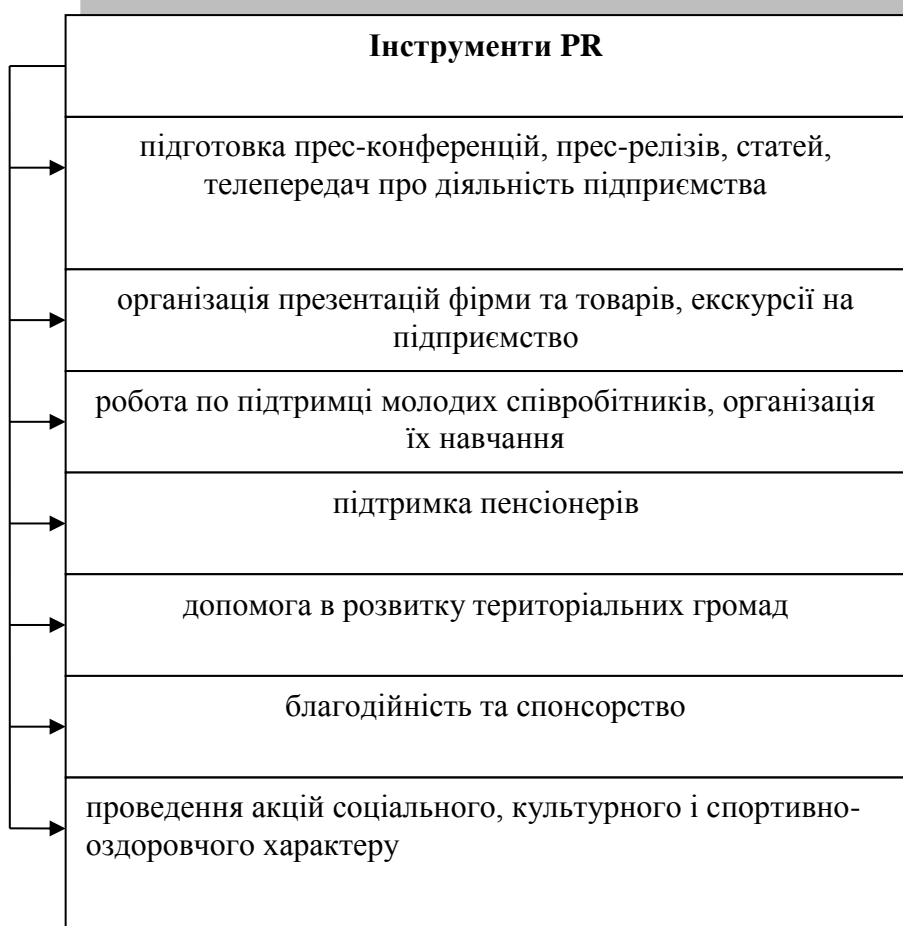 Інструменти PR
підготовка прес-конференцій, прес-релізів, статей,
телепередач про діяльність підприємства
організація презентацій фірми та товарів, екскурсії на
підприємство
робота по підтримці молодих співробітників, організація
їх навчання
підтримка пенсіонерів
допомога в розвитку територіальних громад
благодійність та спонсорство
проведення акцій соціального, культурного і спортивно-
оздоровчого характеру